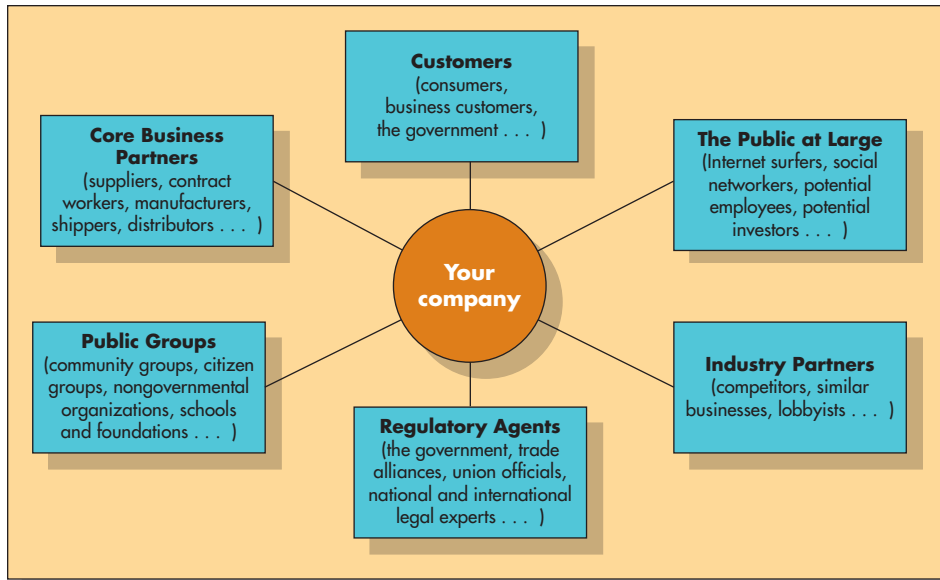 Customers
(consumers,
business customers,
the government . . . )
Core Business
Partners
(suppliers, contract
workers, manufacturers,
shippers, distributors . . . )
The Public at Large
(Internet surfers, social
networkers, potential
employees, potential
investors . . . )
Your
company
Public Groups
(community groups, citizen
groups, nongovernmental
organizations, schools
and foundations . . . )
Industry Partners
(competitors, similar
businesses, lobbyists . . . )
Regulatory Agents
(the government, trade
alliances, union officials,
national and international
legal experts . . . )